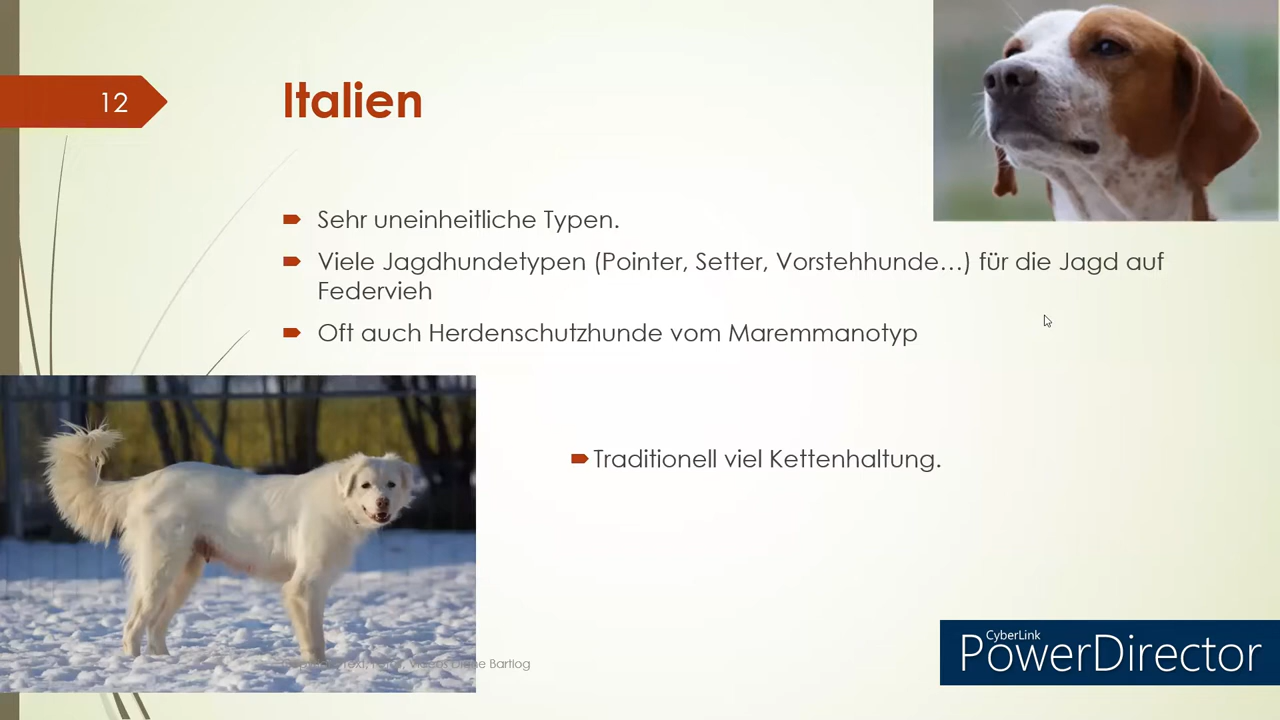 12
Italien
Sehr uneinheitliche Typen.
Viele Jagdhundetypen (Pointer, Setter, Vorstehhunde…) für die Jagd auf
Federvieh
Oft auch Herdenschutzhunde vom Maremmanotyp
Traditionell viel Kettenhaltung.
Bartlog
CyberLink
PowerDirector